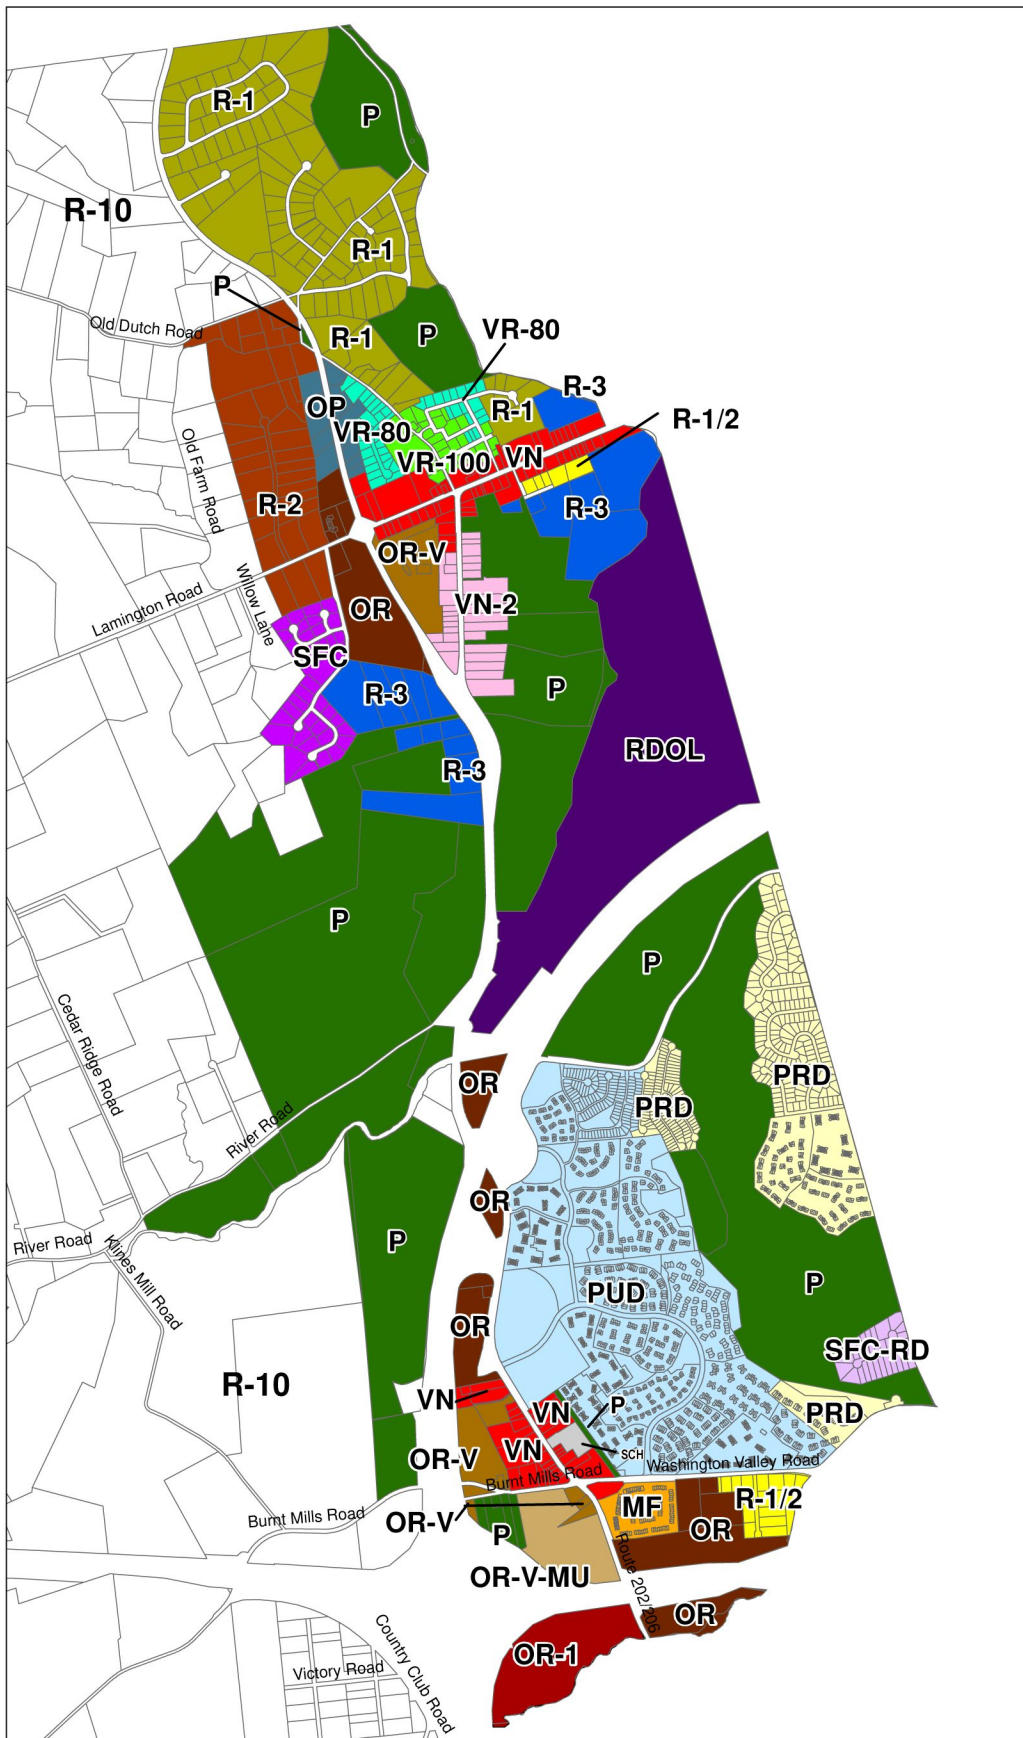 R-1
P
R-10
R-1
P
Old Dutch Road
R-1
P
VR-80
R-3
OP
R-1
R-1/2
VR-80
VN
VR-100
Old Farm Road
R-2
R-3
OR-V
Lamington Road
Willow Lane
OR
VN-2
SFC
R-3
P
RDOL
R-3
P
P
Cedar Ridge Road
OR
PRD
PRD
River Road
OR
River Road
P
Klines Mill Road
PUD
P
OR
SFC-RD
R-10
VN
VN
P
PRD
OR-V
VN
SCH
Washington Valley Road
Burnt Mills Road
Burnt Mills Road
OR-V
P
MF
R-1/2
OR
OR-V-MU
Route 202/206
OR
OR-1
Country Club Road
Victory Road